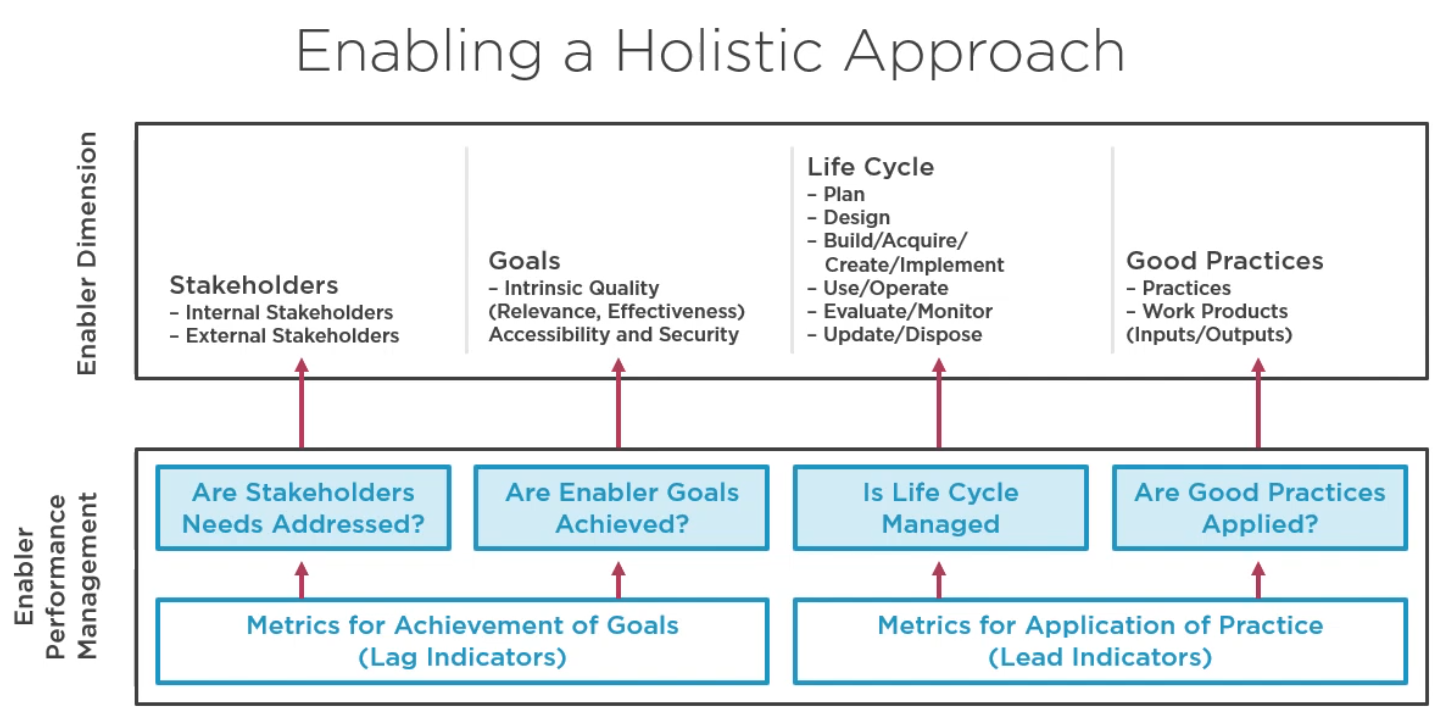 Enabling a Holistic Approach
Enabler Dimension
Stakeholders
– Internal Stakeholders
– External Stakeholders
Goals
– Intrinsic Quality
(Relevance, Effectiveness)
Accessibility and Security
Life Cycle
– Plan
– Design
– Build/Acquire/
Create/Implement
– Use/Operate
– Evaluate/Monitor
– Update/Dispose
Good Practices
– Practices
– Work Products
(Inputs/Outputs)
Enabler
Performance
Management
Are Stakeholders
Needs Addressed?
Are Enabler Goals
Achieved?
Is Life Cycle
Managed
Are Good Practices
Applied?
Metrics for Achievement of Goals
(Lag Indicators)
Metrics for Application of Practice
(Lead Indicators)